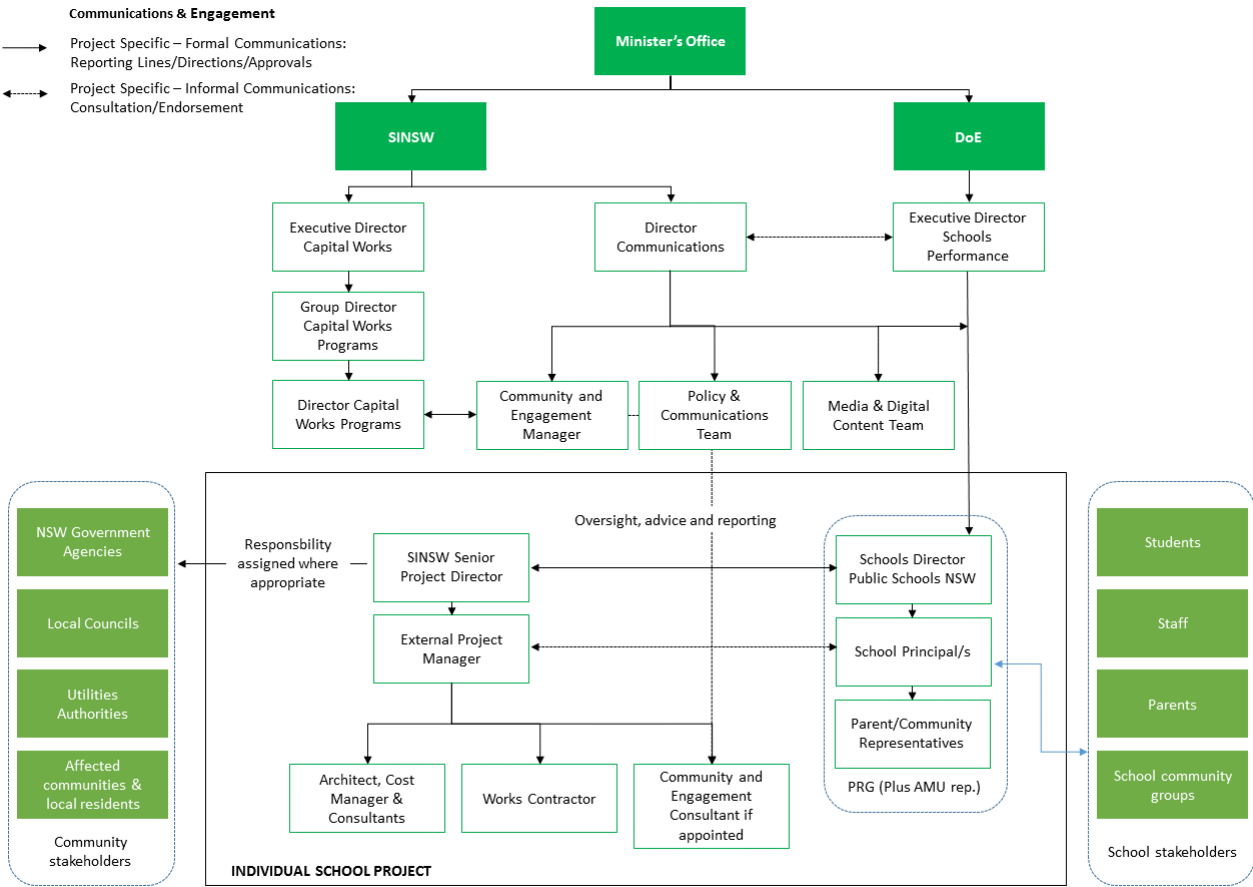 Communications & Engagement
Project Specific – Formal Communications:
Reporting Lines/Directions/Approvals
Project Specific – Informal Communications:
Consultation/Endorsement
Minister's Office
SINSW
DoE
Executive Director
Capital Works
Director
Communications
Executive Director
Schools
Performance
Group Director
Capital Works
Programs
Director Capital
Works Programs
Community and
Engagement
Manager
Policy &
Communications
Team
Media & Digital
Content Team
NSW Government
Agencies
Local Councils
Utilities
Authorities
Affected
communities &
local residents
Community
stakeholders
Responsbility
assigned where
appropriate
SINSW Senior
Project Director
Oversight, advice and reporting
Schools Director
Public Schools NSW
External Project
Manager
School Principal/s
Parent/Community
Representatives
PRG (Plus AMU rep.)
Architect, Cost
Manager &
Consultants
Works Contractor
Community and
Engagement
Consultant if
appointed
INDIVIDUAL SCHOOL PROJECT
Students
Staff
Parents
School community
groups
School stakeholders